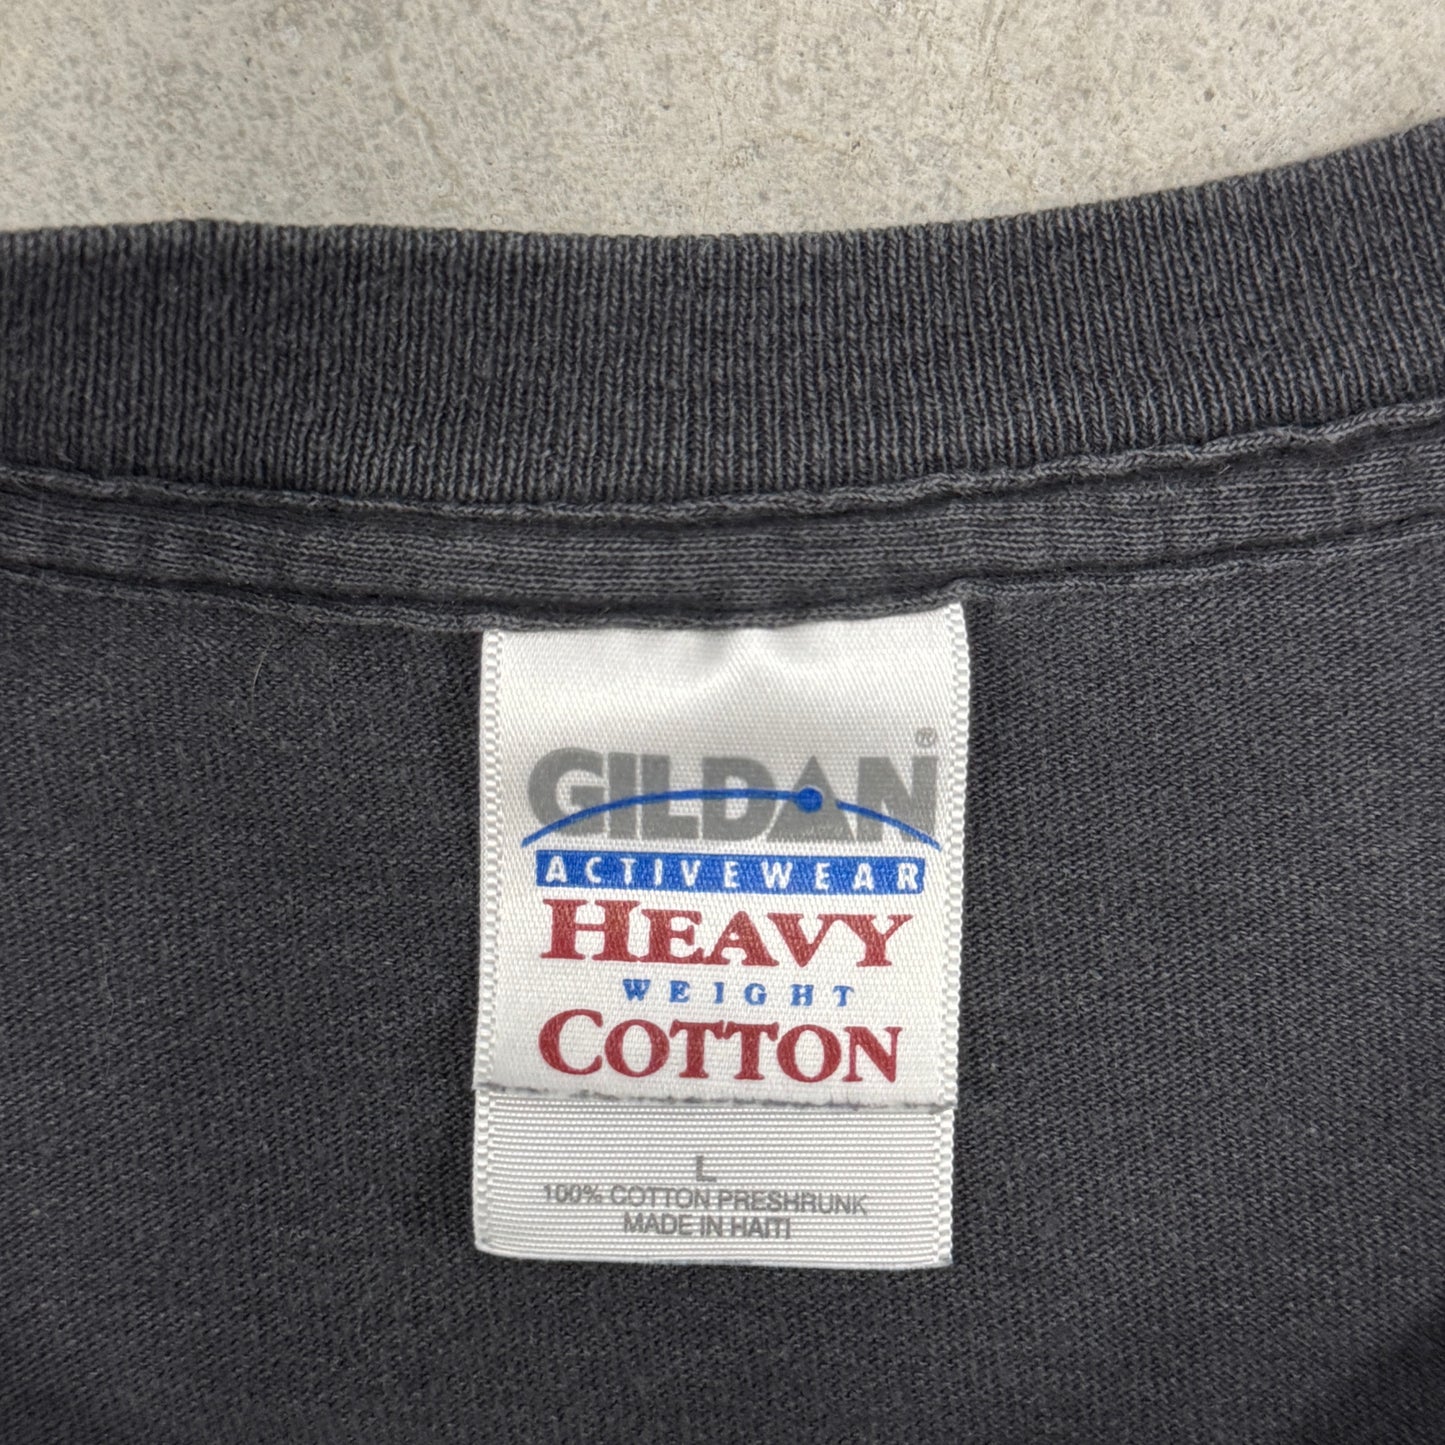 GILDAN®
ACTIVEWEAR
HEAVY
WEIGHT
COTTON
L
100% COTTON PRESHRUNK
MADE IN HAITI